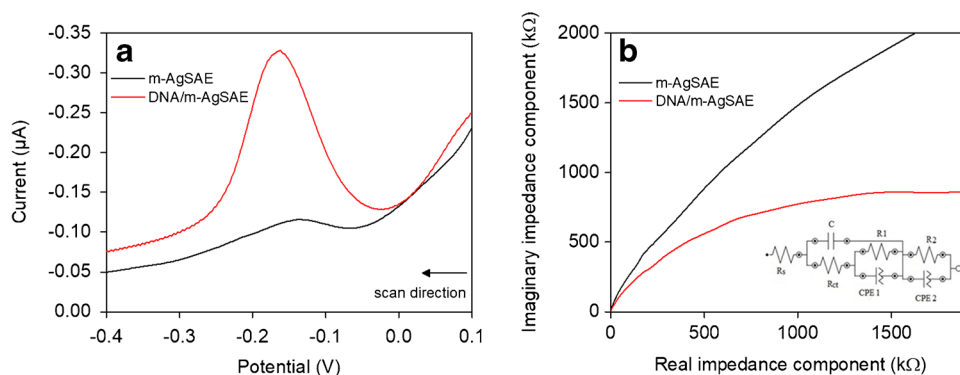 a
m-AgSAE
DNA/m-AgSAE
-0.35
-0.30
-0.25
-0.20
-0.15
-0.10
-0.05
0.00
Current (µA)
scan direction
-0.4
-0.3
-0.2
-0.1
0.0
0.1
Potential (V)
b
m-AgSAE
DNA/m-AgSAE
2000
1500
1000
500
0
Imaginary impedance component (kΩ)
C
R1
R2
Rs
Rct
CPE 1
CPE 2
0
500
1000
1500
Real impedance component (kΩ)